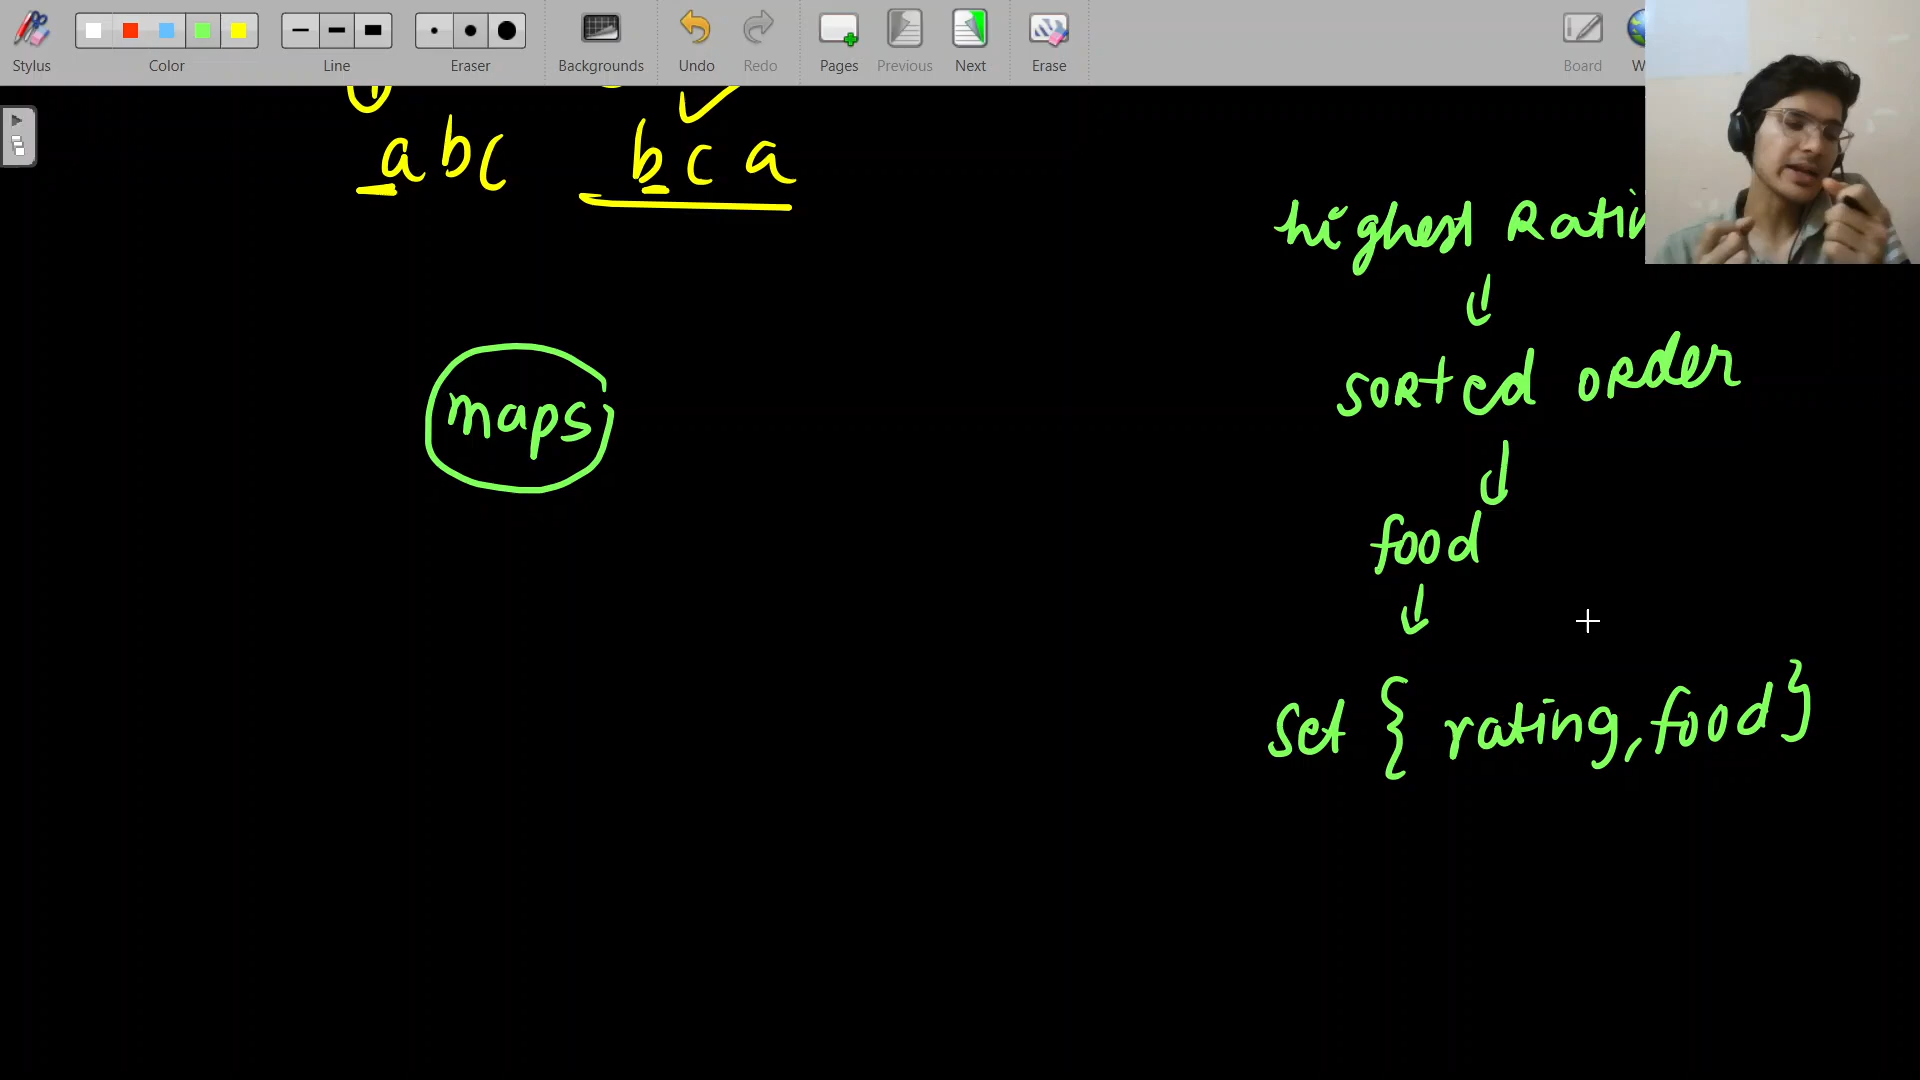 Stylus Color Line Eraser Backgrounds Undo Redo Pages Previous Next Erase Board
abc bca
highest
maps
sorted order
food
set { rating, food }